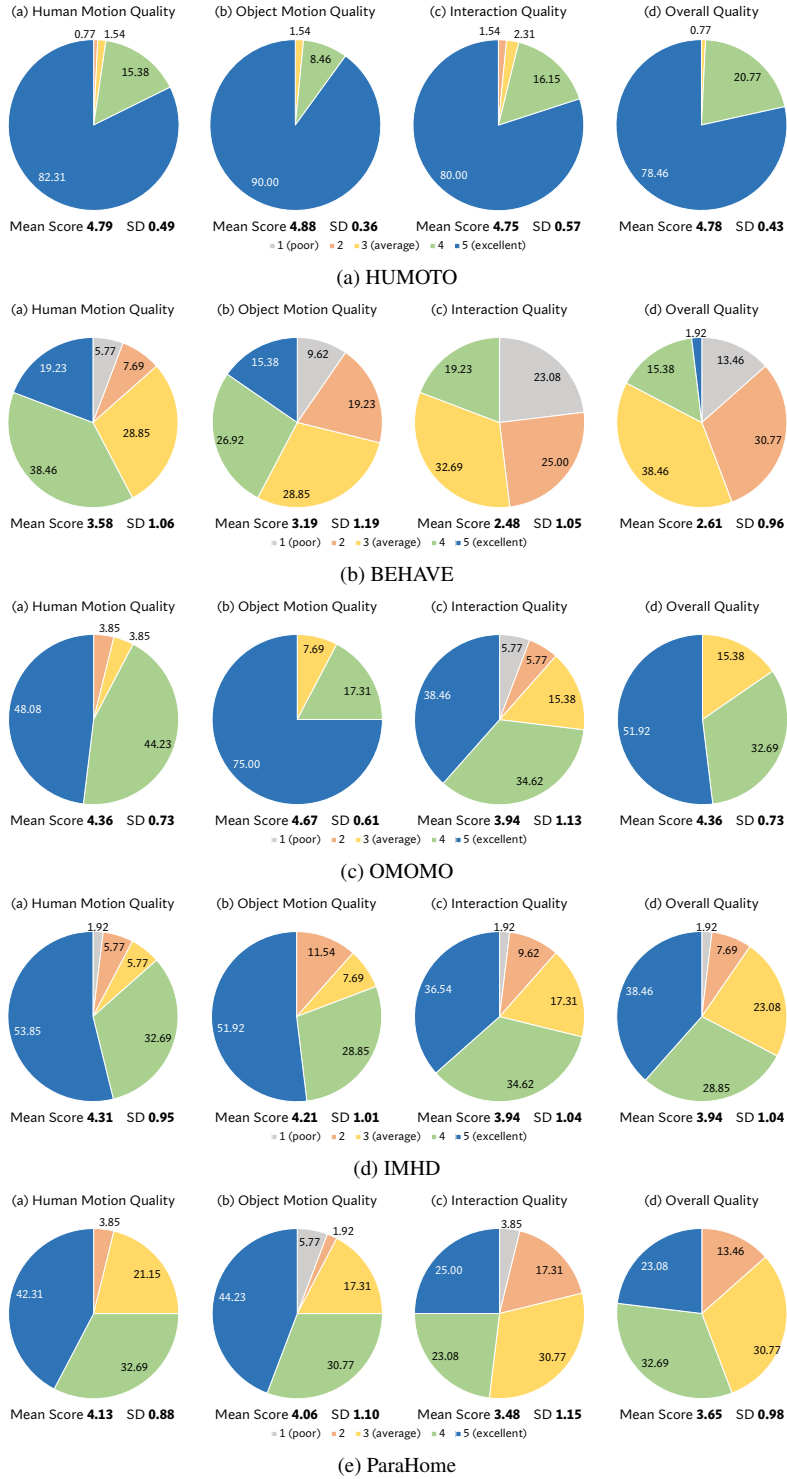 (a) Human Motion Quality (b) Object Motion Quality (c) Interaction Quality (d) Overall Quality
0.77 1.54 1.54 1.54 2.31 0.77
15.38 8.46 16.15 20.77
82.31 90.00 80.00 78.46
Mean Score 4.79 SD 0.49 Mean Score 4.88 SD 0.36 Mean Score 4.75 SD 0.57 Mean Score 4.78 SD 0.43
1 (poor) 2 3 (average) 4 5 (excellent)
(a) HUMOTO
(a) Human Motion Quality (b) Object Motion Quality (c) Interaction Quality (d) Overall Quality
5.77 7.69 19.23 28.85 38.46
9.62 15.38 19.23 26.92 28.85
19.23 23.08 32.69 25.00
1.92 13.46 15.38 30.77 38.46
Mean Score 3.58 SD 1.06 Mean Score 3.19 SD 1.19 Mean Score 2.48 SD 1.05 Mean Score 2.61 SD 0.96
1 (poor) 2 3 (average) 4 5 (excellent)
(b) BEHAVE
(a) Human Motion Quality (b) Object Motion Quality (c) Interaction Quality (d) Overall Quality
3.85 3.85 48.08 44.23
7.69 17.31 75.00
5.77 5.77 38.46 15.38 34.62
15.38 51.92 32.69
Mean Score 4.36 SD 0.73 Mean Score 4.67 SD 0.61 Mean Score 3.94 SD 1.13 Mean Score 4.36 SD 0.73
1 (poor) 2 3 (average) 4 5 (excellent)
(c) OMOMO
(a) Human Motion Quality (b) Object Motion Quality (c) Interaction Quality (d) Overall Quality
1.92 5.77 5.77 53.85 32.69
11.54 7.69 51.92 28.85
1.92 9.62 36.54 17.31 34.62
1.92 7.69 38.46 23.08 28.85
Mean Score 4.31 SD 0.95 Mean Score 4.21 SD 1.01 Mean Score 3.94 SD 1.04 Mean Score 3.94 SD 1.04
1 (poor) 2 3 (average) 4 5 (excellent)
(d) IMHD
(a) Human Motion Quality (b) Object Motion Quality (c) Interaction Quality (d) Overall Quality
3.85 21.15 42.31 32.69
5.77 1.92 44.23 17.31 30.77
3.85 25.00 17.31 23.08 30.77
13.46 23.08 30.77 32.69
Mean Score 4.13 SD 0.88 Mean Score 4.06 SD 1.10 Mean Score 3.48 SD 1.15 Mean Score 3.65 SD 0.98
1 (poor) 2 3 (average) 4 5 (excellent)
(e) ParaHome